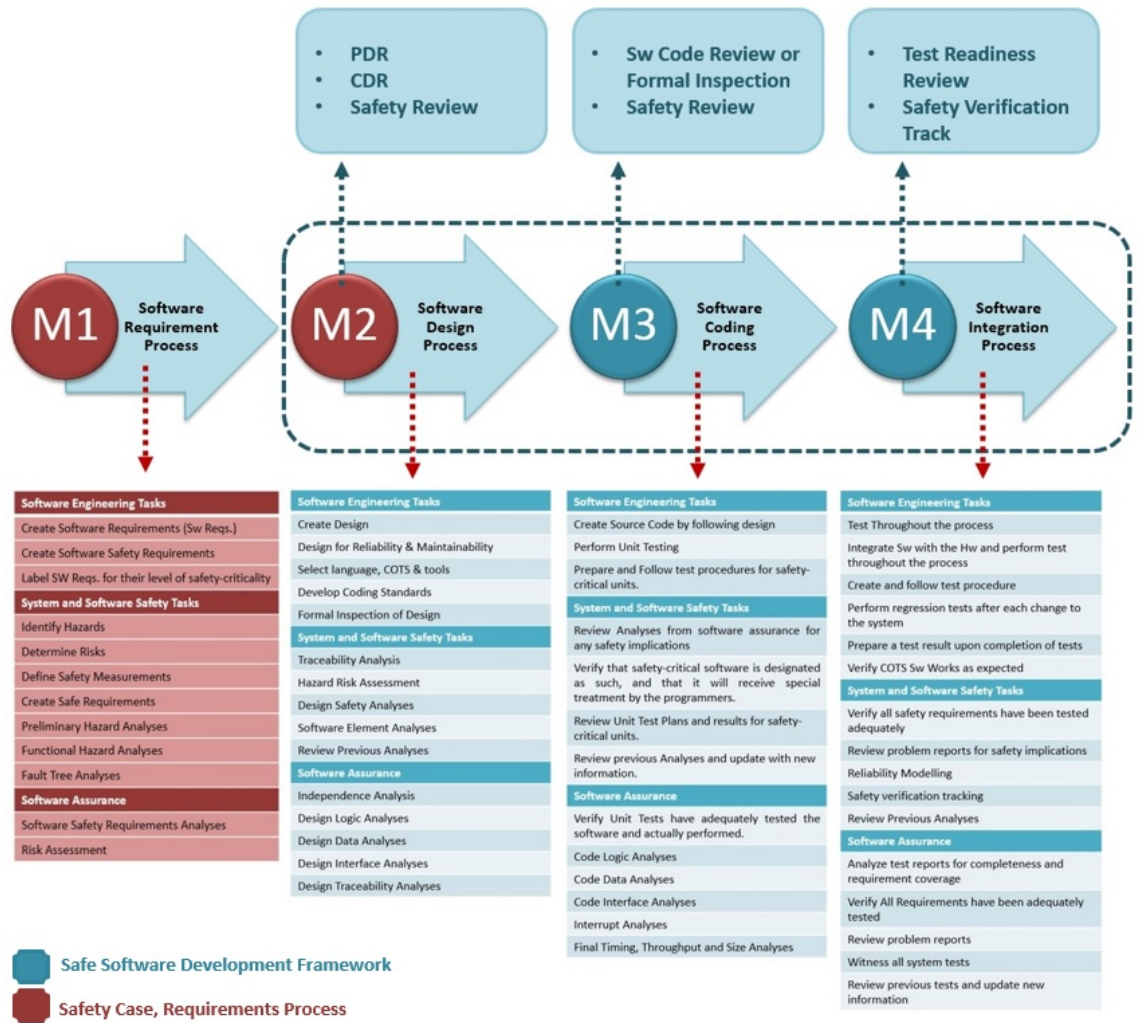 • PDR
• CDR
• Safety Review
• Sw Code Review or
Formal Inspection
• Safety Review
• Test Readiness
Review
• Safety Verification
Track
M1
Software
Requirement
Process
M2
Software
Design
Process
M3
Software
Coding
Process
M4
Software
Integration
Process
Software Engineering Tasks
Create Software Requirements (Sw Reqs.)
Create Software Safety Requirements
Label SW Reqs. for their level of safety-criticality
System and Software Safety Tasks
Identify Hazards
Determine Risks
Define Safety Measurements
Create Safe Requirements
Preliminary Hazard Analyses
Functional Hazard Analyses
Fault Tree Analyses
Software Assurance
Software Safety Requirements Analyses
Risk Assessment
Software Engineering Tasks
Create Design
Design for Reliability & Maintainability
Select language, COTS & tools
Develop Coding Standards
Formal Inspection of Design
System and Software Safety Tasks
Traceability Analysis
Hazard Risk Assessment
Design Safety Analyses
Software Element Analyses
Review Previous Analyses
Software Assurance
Independence Analysis
Design Logic Analyses
Design Data Analyses
Design Interface Analyses
Design Traceability Analyses
Software Engineering Tasks
Create Source Code by following design
Perform Unit Testing
Prepare and Follow test procedures for safety-
critical units.
System and Software Safety Tasks
Review Analyses from software assurance for
any safety implications
Verify that safety-critical software is designated
as such, and that it will receive special
treatment by the programmers.
Review Unit Test Plans and results for safety-
critical units.
Review previous Analyses and update with new
information.
Software Assurance
Verify Unit Tests have adequately tested the
software and actually performed.
Code Logic Analyses
Code Data Analyses
Code Interface Analyses
Interrupt Analyses
Final Timing, Throughput and Size Analyses
Software Engineering Tasks
Test Throughout the process
Integrate Sw with the Hw and perform test
throughout the process
Create and follow test procedure
Perform regression tests after each change to
the system
Prepare a test result upon completion of tests
Verify COTS Sw Works as expected
System and Software Safety Tasks
Verify all safety requirements have been tested
adequately
Review problem reports for safety implications
Reliability Modelling
Safety verification tracking
Review Previous Analyses
Software Assurance
Analyze test reports for completeness and
requirement coverage
Verify All Requirements have been adequately
tested
Review problem reports
Witness all system tests
Review previous tests and update new
information
Safe Software Development Framework
Safety Case, Requirements Process